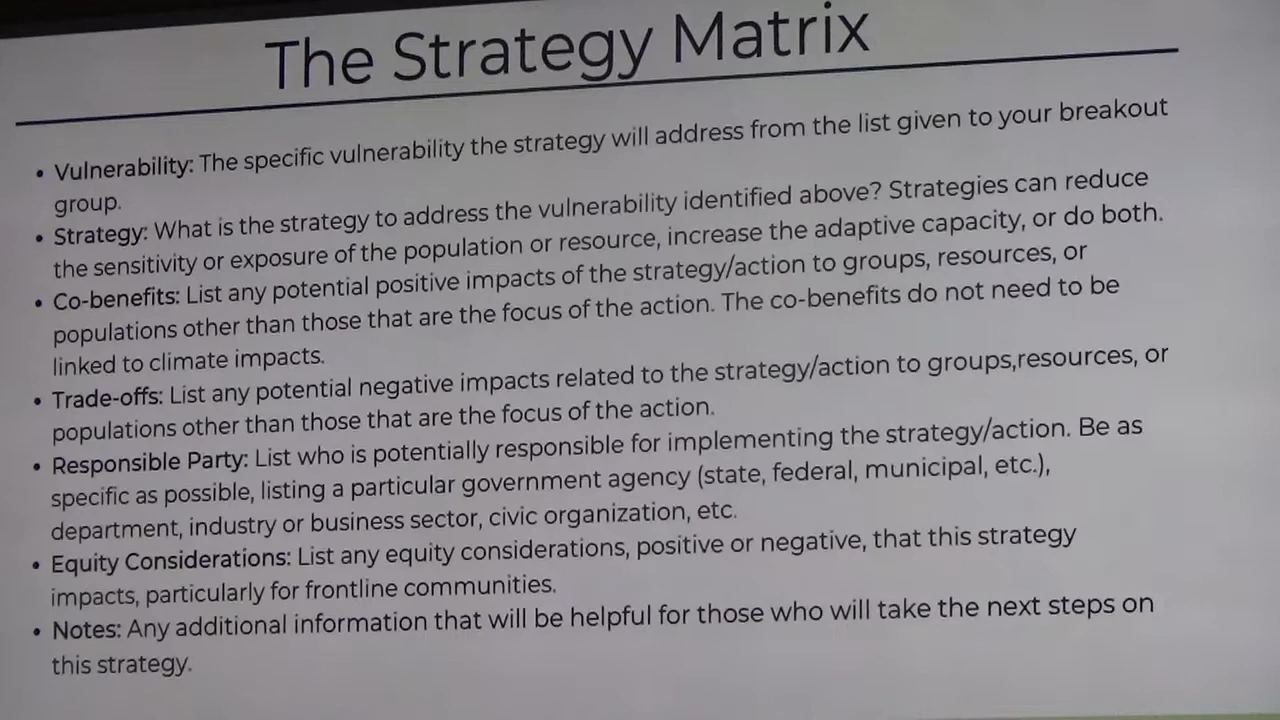 The Strategy Matrix
• Vulnerability: The specific vulnerability the strategy will address from the list given to your breakout
group.
• Strategy: What is the strategy to address the vulnerability identified above? Strategies can reduce
the sensitivity or exposure of the population or resource, increase the adaptive capacity, or do both.
• Co-benefits: List any potential positive impacts of the strategy/action to groups, resources, or
populations other than those that are the focus of the action. The co-benefits do not need to be
linked to climate impacts.
• Trade-offs: List any potential negative impacts related to the strategy/action to groups,resources, or
populations other than those that are the focus of the action.
• Responsible Party: List who is potentially responsible for implementing the strategy/action. Be as
specific as possible, listing a particular government agency (state, federal, municipal, etc.),
department, industry or business sector, civic organization, etc.
• Equity Considerations: List any equity considerations, positive or negative, that this strategy
impacts, particularly for frontline communities.
• Notes: Any additional information that will be helpful for those who will take the next steps on
this strategy.